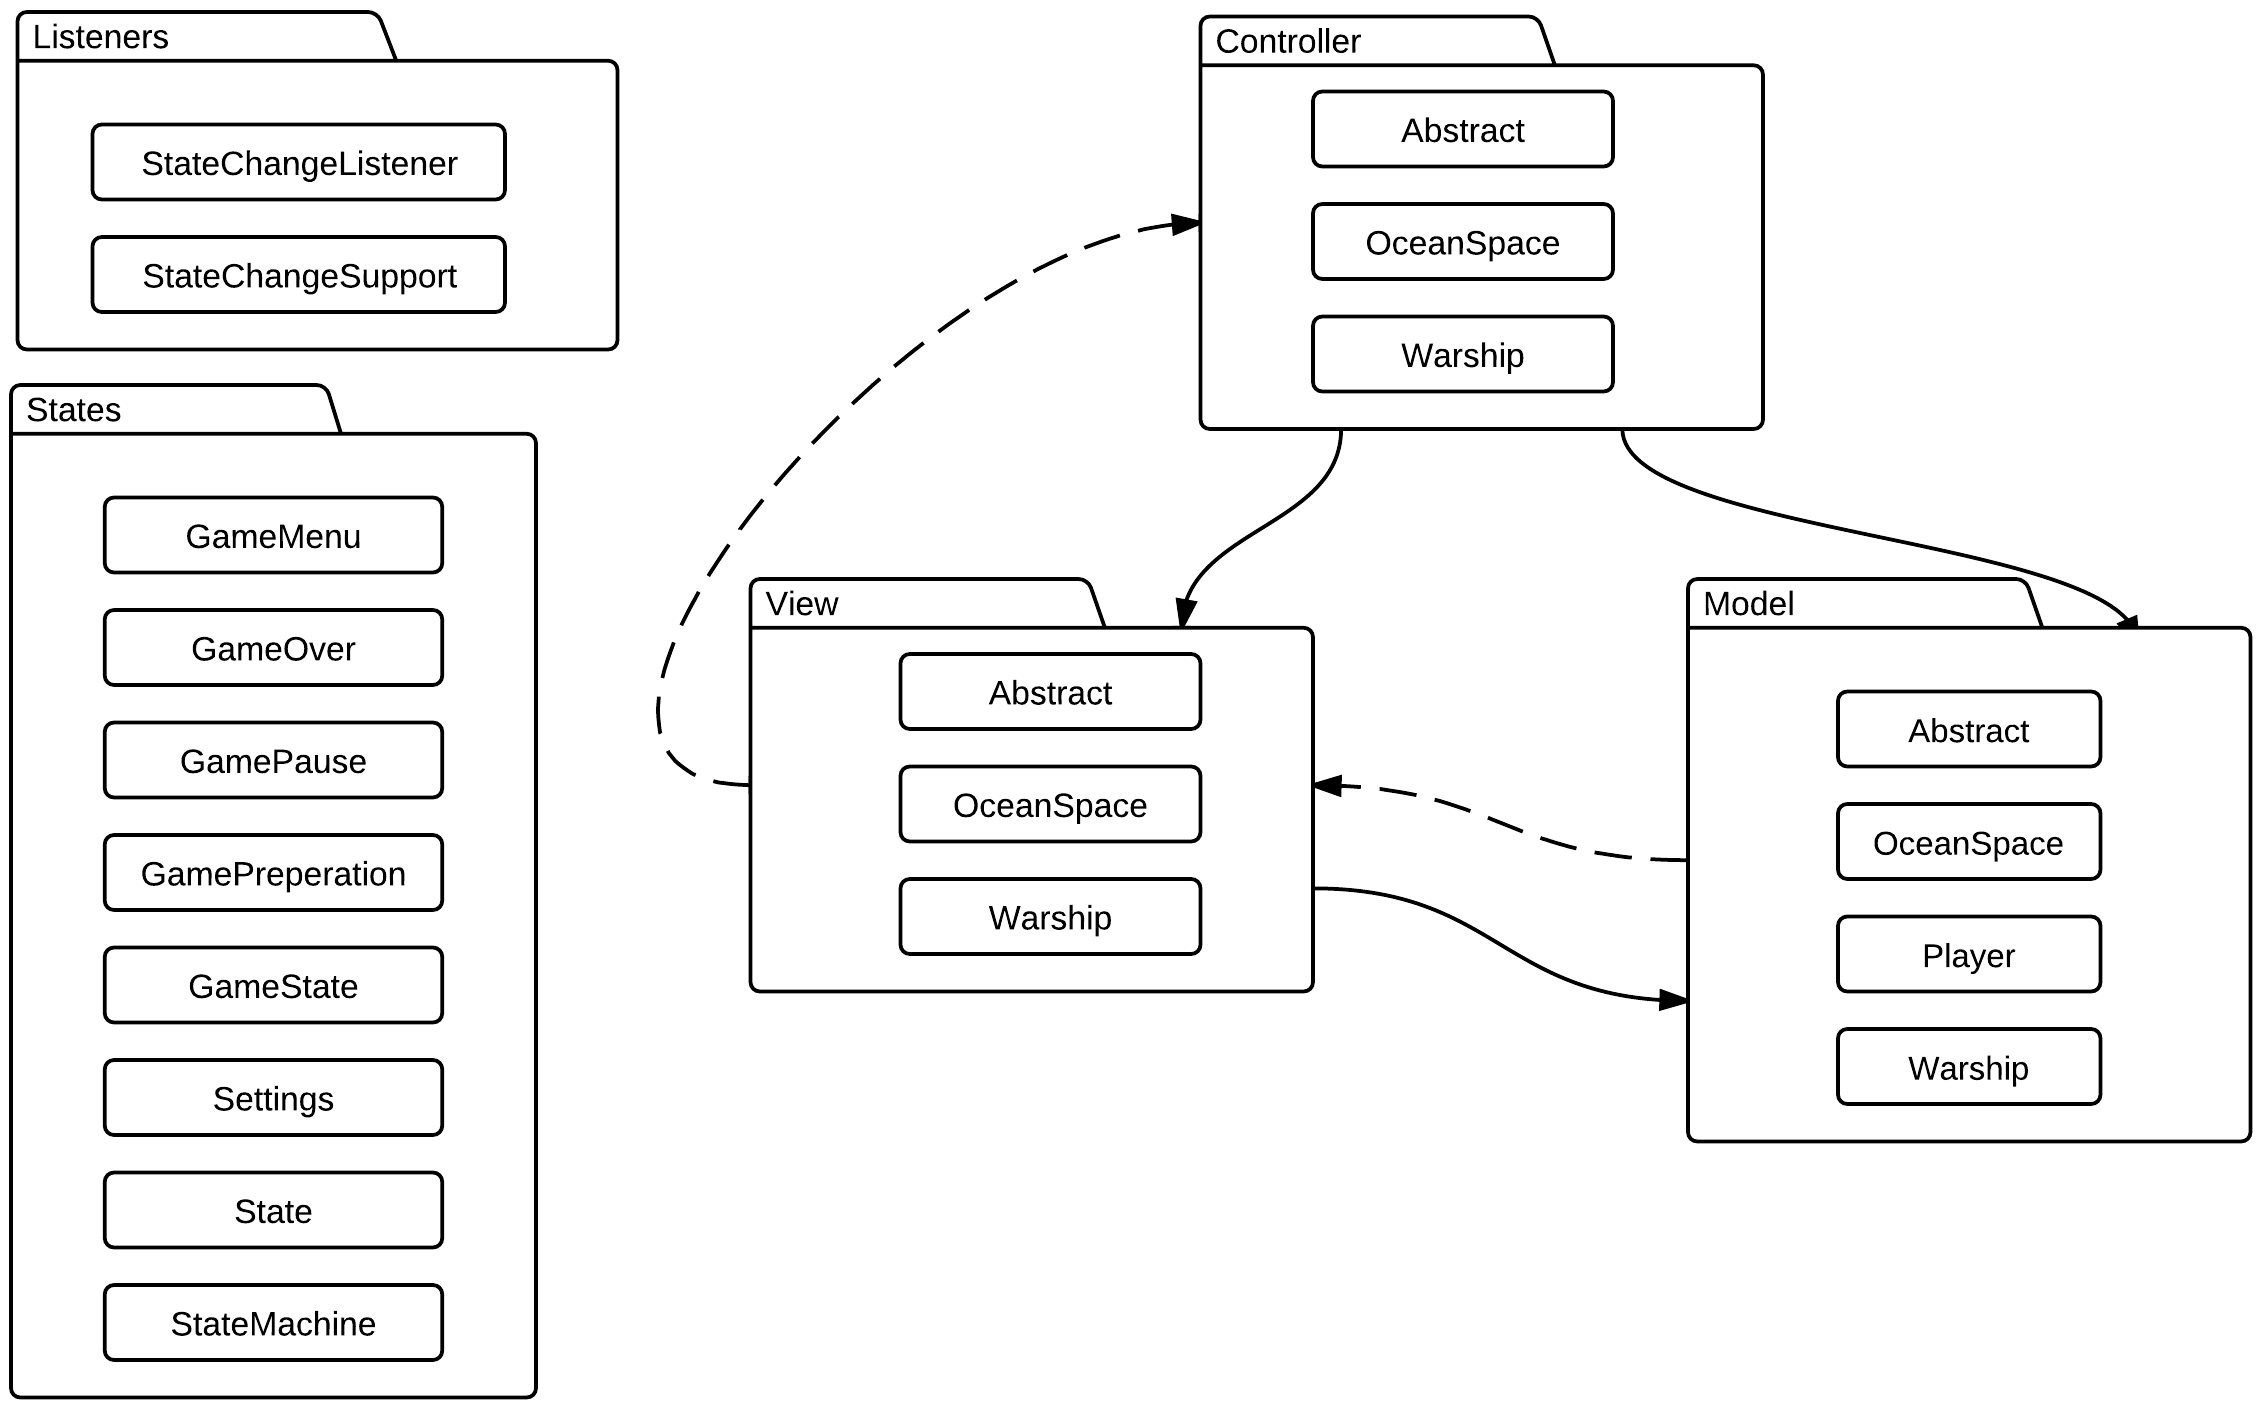 Listeners
StateChangeListener
StateChangeSupport
States
GameMenu
GameOver
GamePause
GamePreperation
GameState
Settings
State
StateMachine
Controller
Abstract
OceanSpace
Warship
View
Abstract
OceanSpace
Warship
Model
Abstract
OceanSpace
Player
Warship